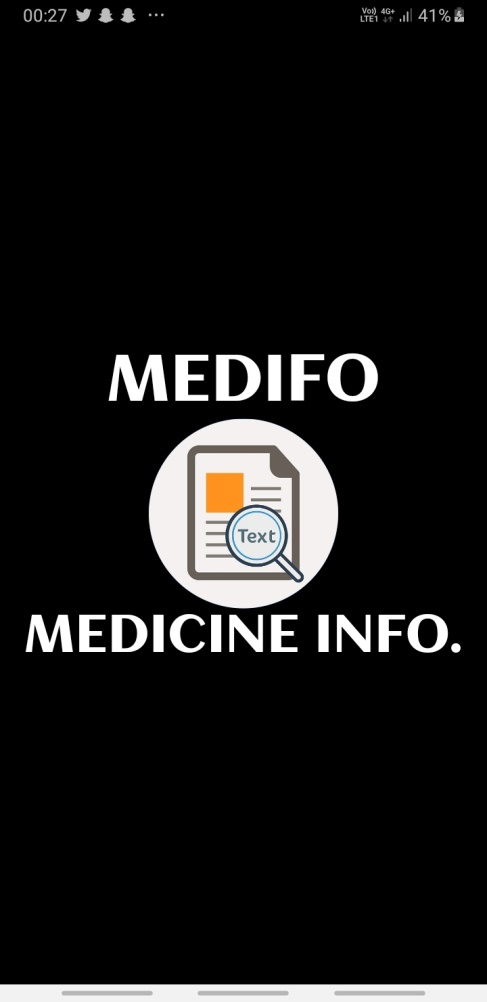 00:27 41%
Vo)) 4G+
LTE1
MEDIFO
Text
MEDICINE INFO.